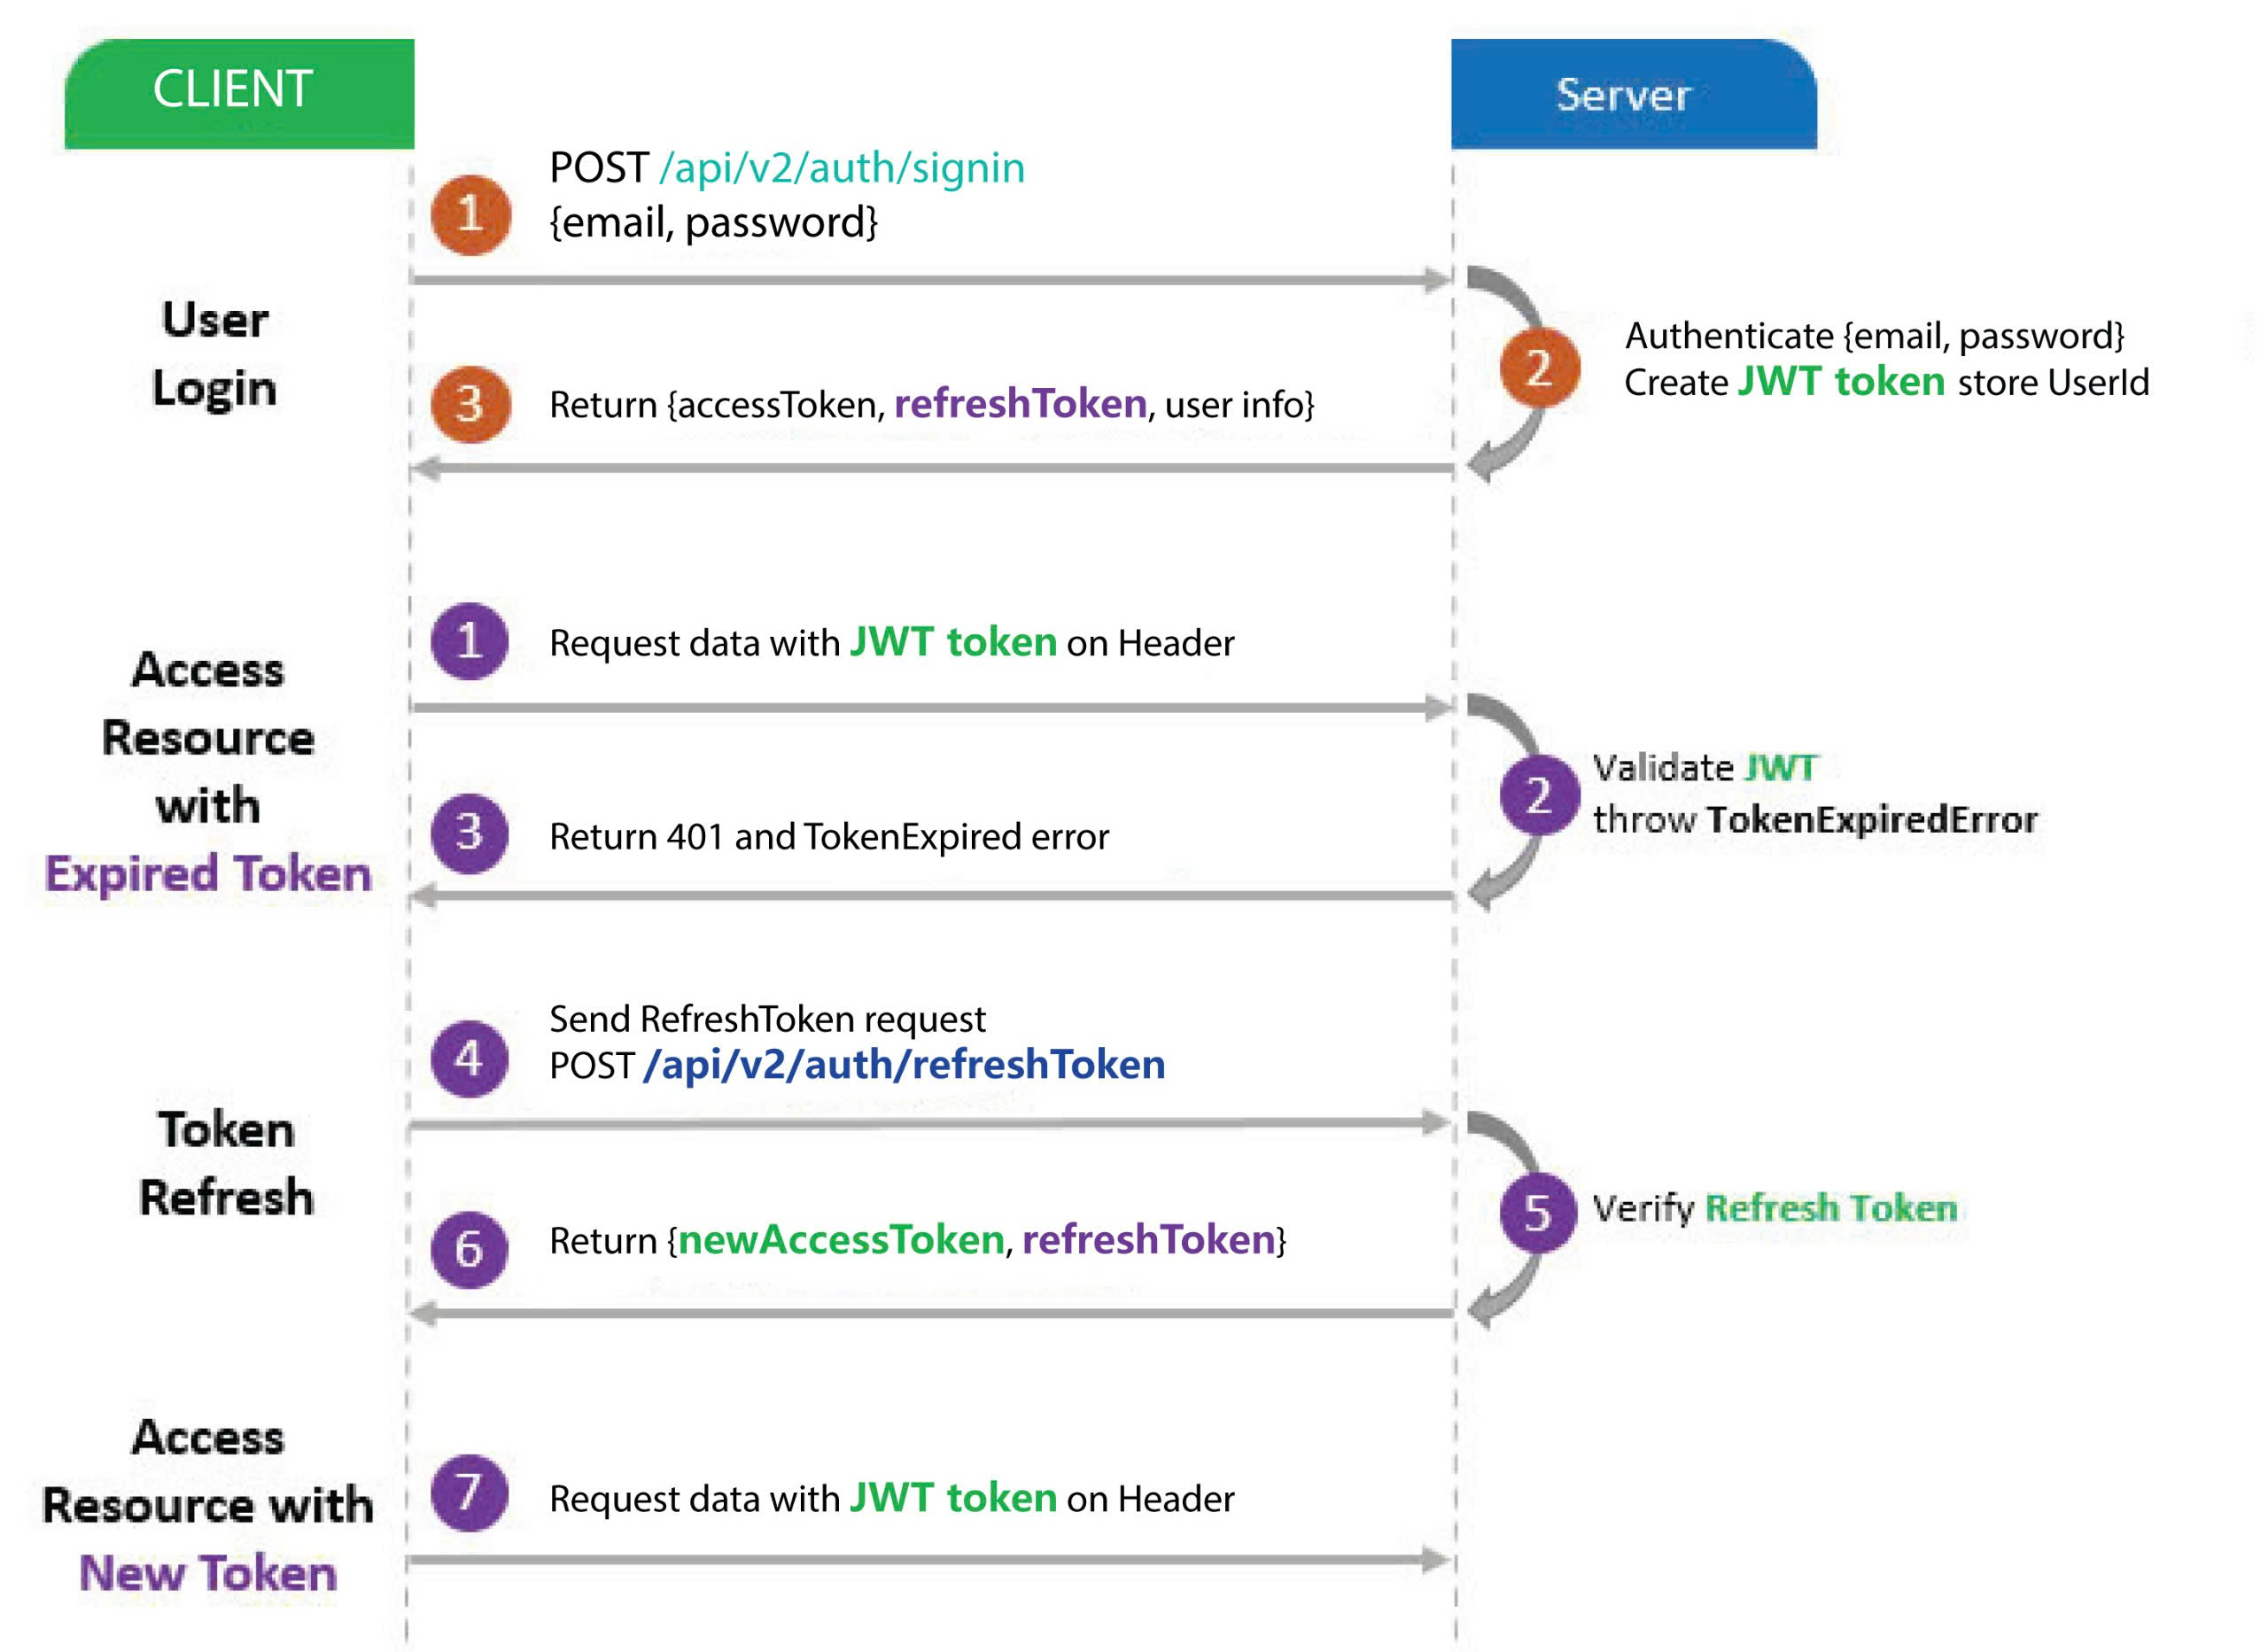 CLIENT
Server
1
POST /api/v2/auth/signin
{email, password}
User
Login
2
Authenticate {email, password}
Create JWT token store UserId
3
Return {accessToken, refreshToken, user info}
1
Request data with JWT token on Header
Access
Resource
with
Expired Token
2
Validate JWT
throw TokenExpiredError
3
Return 401 and TokenExpired error
4
Send RefreshToken request
POST /api/v2/auth/refreshToken
Token
Refresh
5
Verify Refresh Token
6
Return {newAccessToken, refreshToken}
Access
Resource with
New Token
7
Request data with JWT token on Header